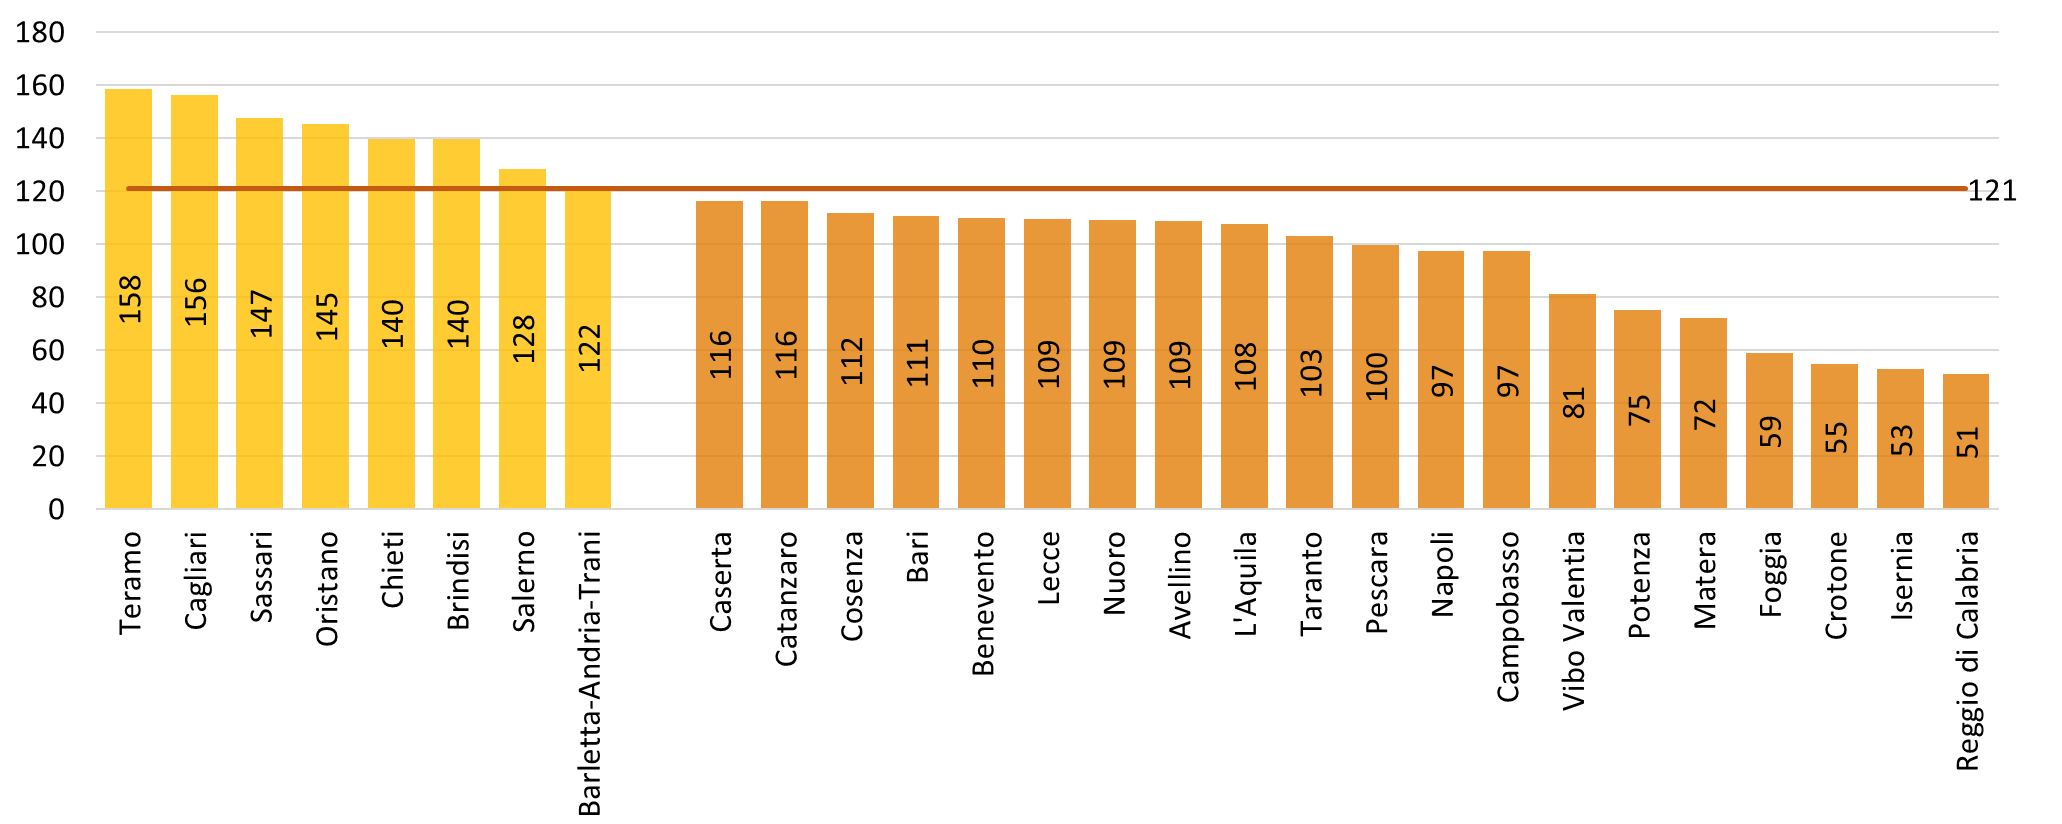 180
160
140
120
100
80
60
40
20
0
158
156
147
145
140
140
128
122
116
116
112
111
110
109
109
109
108
103
100
97
97
81
75
72
59
55
53
51
121
Teramo
Cagliari
Sassari
Oristano
Chieti
Brindisi
Salerno
Barletta-Andria-Trani
Caserta
Catanzaro
Cosenza
Bari
Benevento
Lecce
Nuoro
Avellino
L'Aquila
Taranto
Pescara
Napoli
Campobasso
Vibo Valentia
Potenza
Matera
Foggia
Crotone
Isernia
Reggio di Calabria